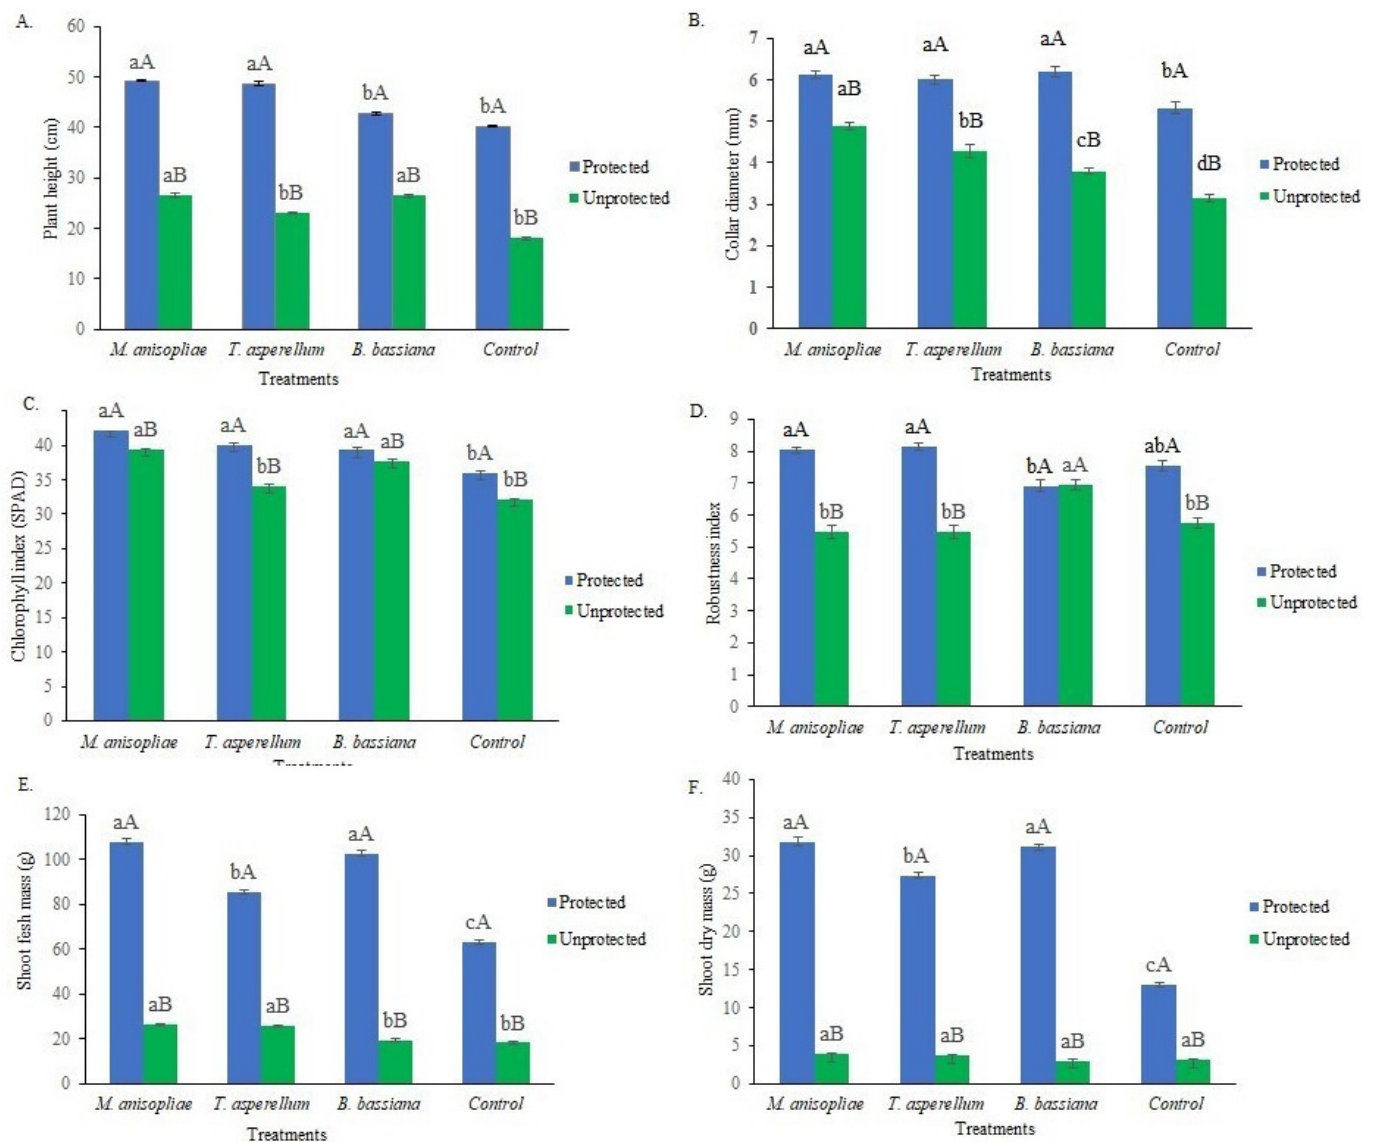 A.
Plant height (cm)
60
50
40
30
20
10
0
aA
aB
aA
bB
bA
aB
bA
bB
Protected
Unprotected
M. anisopliae T. asperellum B. bassiana Control
Treatments
B.
Collar diameter (mm)
7
6
5
4
3
2
1
0
aA
aB
aA
bB
aA
cB
bA
dB
Protected
Unprotected
M. anisopliae T. asperellum B. bassiana Control
Treatments
C.
Chlorophyll index (SPAD)
40
35
30
25
20
15
10
5
0
aA
aB
aA
bB
aA
aB
bA
bB
Protected
Unprotected
M. anisopliae T. asperellum B. bassiana Control
Treatments
D.
Robustness index
9
8
7
6
5
4
3
2
1
0
aA
bB
aA
bB
bA
aA
abA
bB
Protected
Unprotected
M. anisopliae T. asperellum B. bassiana Control
Treatments
E.
Shoot fesh mass (g)
120
100
80
60
40
20
0
aA
aB
bA
aB
aA
bB
cA
bB
Protected
Unprotected
M. anisopliae T. asperellum B. bassiana Control
Treatments
F.
Shoot dry mass (g)
40
35
30
25
20
15
10
5
0
aA
aB
bA
aB
aA
aB
cA
aB
Protected
Unprotected
M. anisopliae T. asperellum B. bassiana Control
Treatments